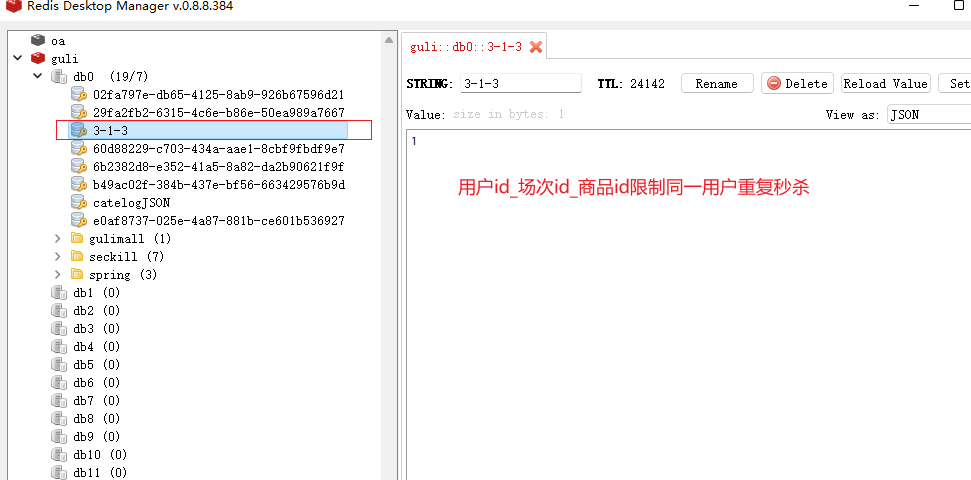 Redis Desktop Manager v.0.8.8.384
oa
guli
db0 (19/7)
02fa797e-db65-4125-8ab9-926b67596d21
29fa2fb2-6315-4c6e-b86e-50ea989a7667
3-1-3
60d88229-c703-434a-aae1-8cbf9fbdf9e7
6b2382d8-e352-41a5-8a82-da2b90621f9f
b49ac02f-384b-437e-bf56-663429576b9d
catelogJSON
e0af8737-025e-4a87-881b-ce601b536927
gulimall (1)
seckill (7)
spring (3)
db1 (0)
db2 (0)
db3 (0)
db4 (0)
db5 (0)
db6 (0)
db7 (0)
db8 (0)
db9 (0)
db10 (0)
db11 (0)
guli::db0::3-1-3
STRING: 3-1-3 TTL: 24142 Rename Delete Reload Value Set
Value: size in bytes: 1 View as: JSON
1
用户id_场次id_商品id限制同一用户重复秒杀